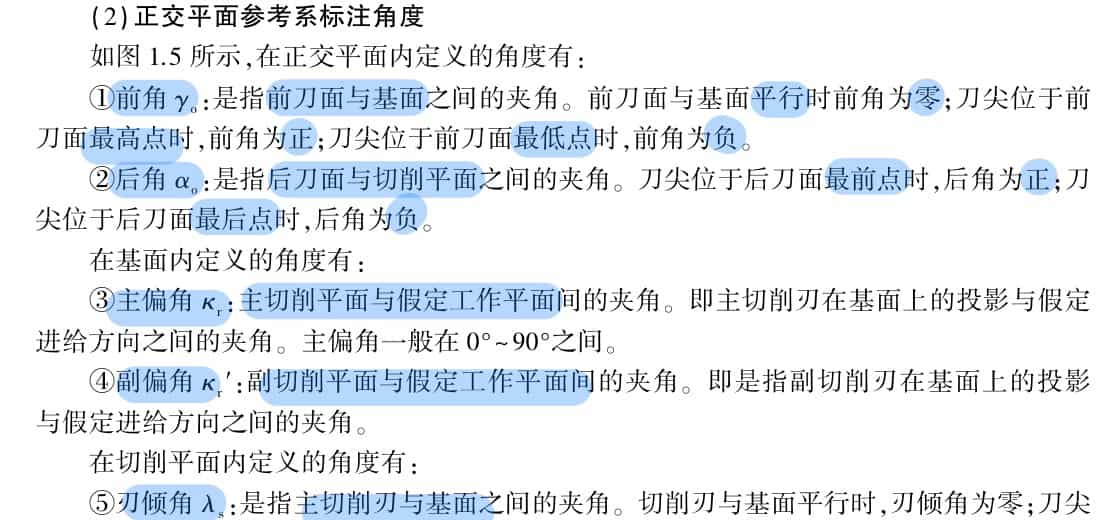 (2)正交平面参考系标注角度
如图 1.5 所示,在正交平面内定义的角度有:
①前角 γₒ:是指前刀面与基面之间的夹角。前刀面与基面平行时前角为零;刀尖位于前
刀面最高点时,前角为正;刀尖位于前刀面最低点时,前角为负。
②后角 αₒ:是指后刀面与切削平面之间的夹角。刀尖位于后刀面最前点时,后角为正;刀
尖位于后刀面最后点时,后角为负。
在基面内定义的角度有:
③主偏角 κᵣ:主切削平面与假定工作平面间的夹角。即主切削刃在基面上的投影与假定
进给方向之间的夹角。主偏角一般在 0°~90°之间。
④副偏角 κᵣ′:副切削平面与假定工作平面间的夹角。即是指副切削刃在基面上的投影
与假定进给方向之间的夹角。
在切削平面内定义的角度有:
⑤刃倾角 λₛ:是指主切削刃与基面之间的夹角。切削刃与基面平行时,刃倾角为零;刀尖